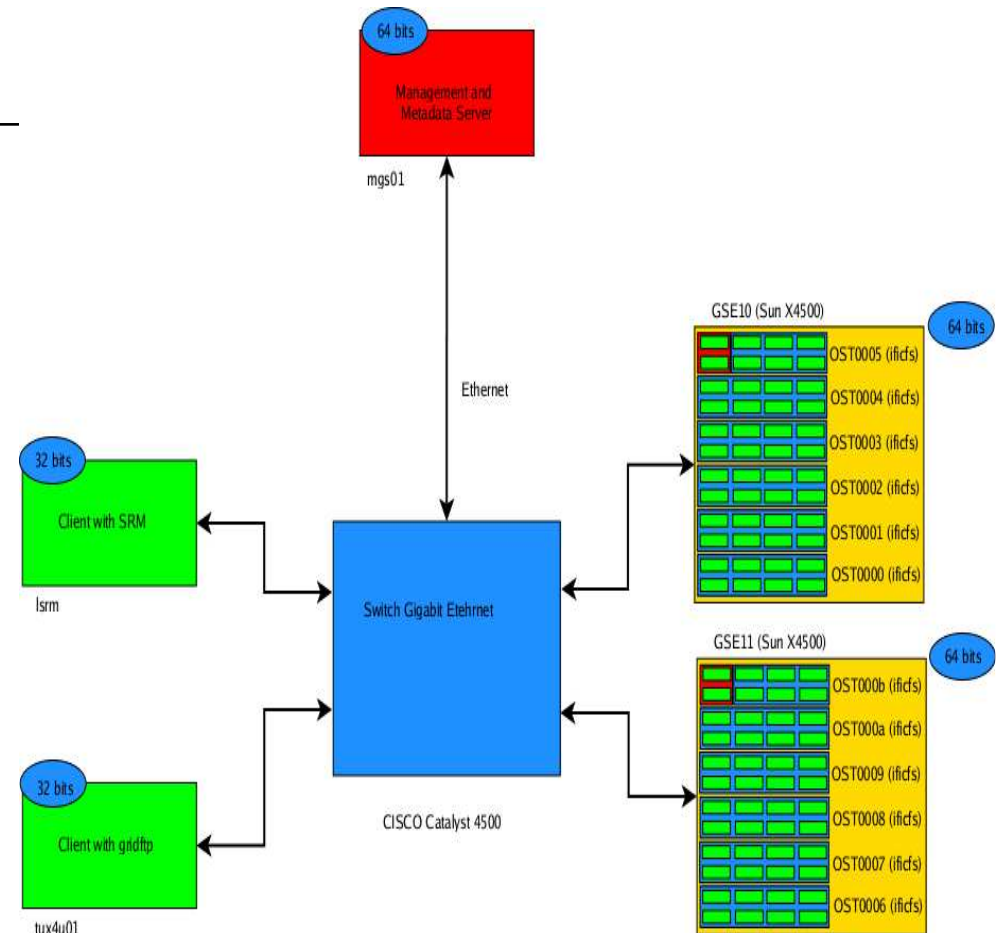 64 bits
Management and
Metadata Server
mgs01
Ethernet
GSE10 (Sun X4500)
64 bits
OST0005 (ificfs)
OST0004 (ificfs)
OST0003 (ificfs)
OST0002 (ificfs)
OST0001 (ificfs)
OST0000 (ificfs)
32 bits
Client with SRM
lsrm
Switch Gigabit Etehrnet
CISCO Catalyst 4500
GSE11 (Sun X4500)
64 bits
OST000b (ificfs)
OST000a (ificfs)
OST0009 (ificfs)
OST0008 (ificfs)
OST0007 (ificfs)
OST0006 (ificfs)
32 bits
Client with gridftp
tux4u01